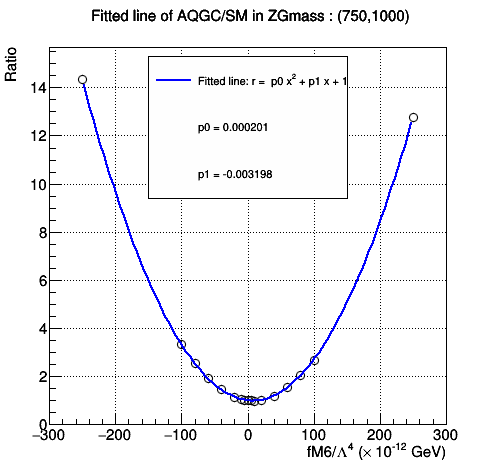 Fitted line of AQGC/SM in ZGmass : (750,1000)
Ratio
Fitted line: r = p0 x² + p1 x + 1
p0 = 0.000201
p1 = -0.003198
14
12
10
8
6
4
2
0
−300 −200 −100 0 100 200 300
fM6/Λ⁴ (× 10⁻¹² GeV)